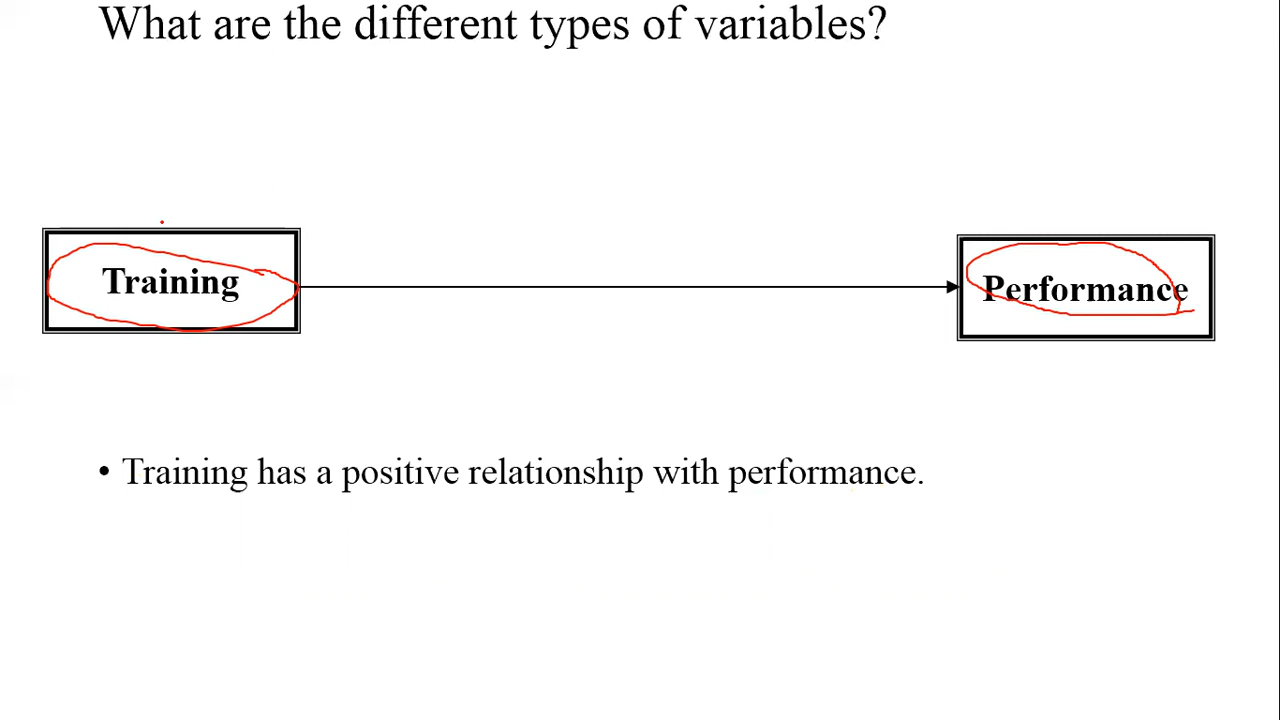 What are the different types of variables?
Training
Performance
• Training has a positive relationship with performance.